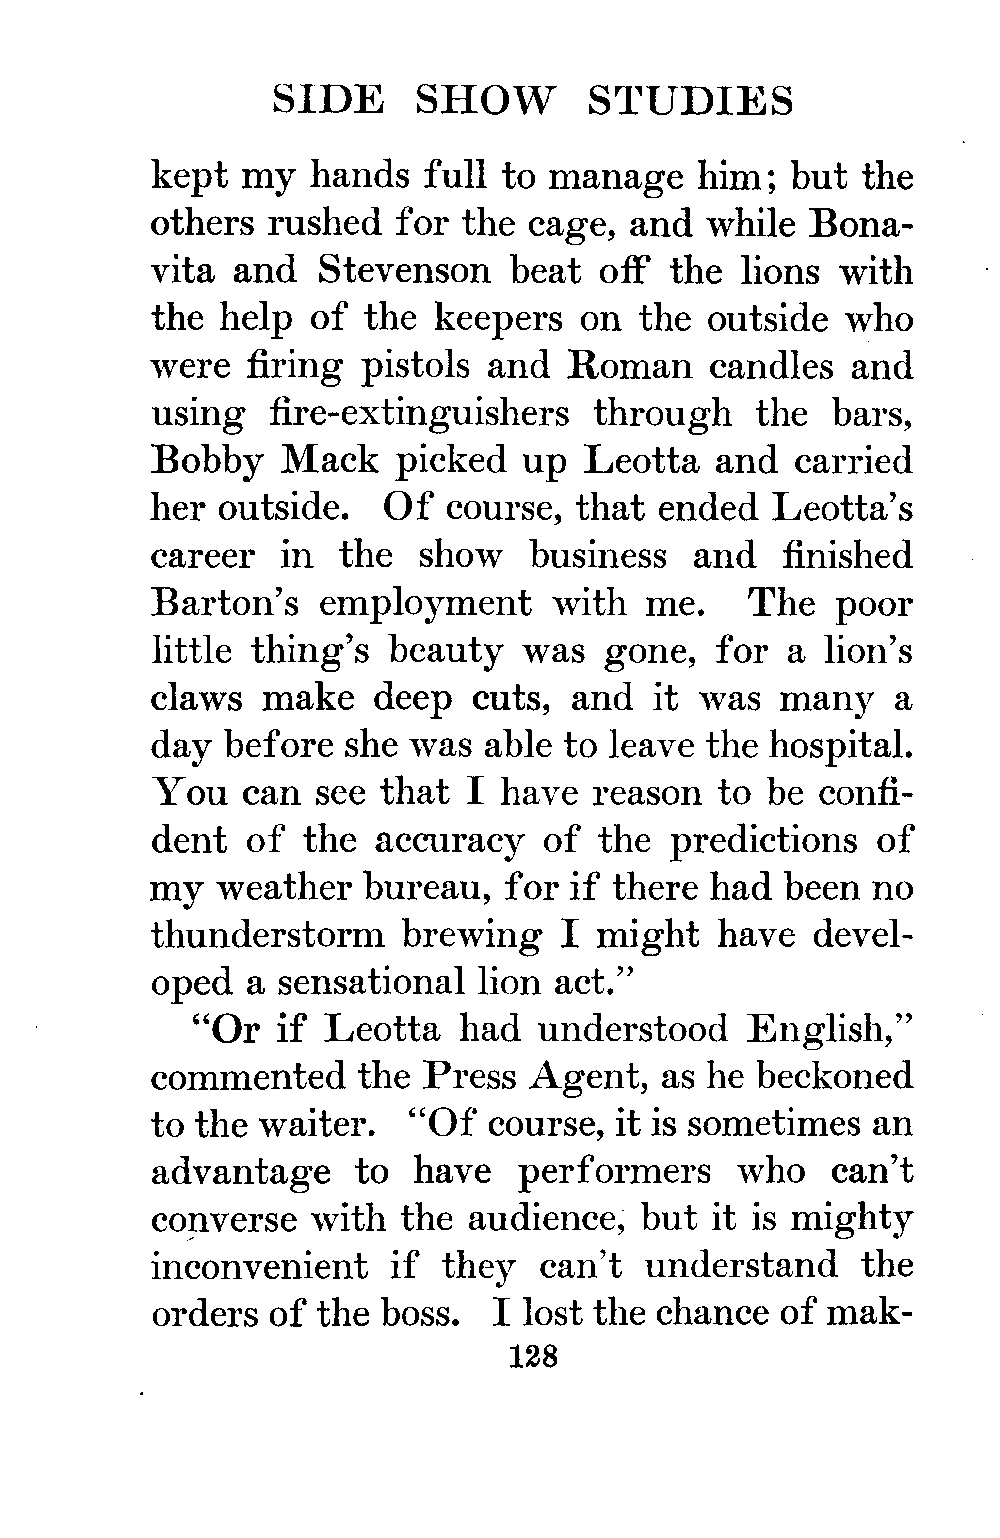 SIDE SHOW STUDIES
kept my hands full to manage him; but the
others rushed for the cage, and while Bona-
vita and Stevenson beat off the lions with
the help of the keepers on the outside who
were firing pistols and Roman candles and
using fire-extinguishers through the bars,
Bobby Mack picked up Leotta and carried
her outside. Of course, that ended Leotta’s
career in the show business and finished
Barton’s employment with me. The poor
little thing’s beauty was gone, for a lion’s
claws make deep cuts, and it was many a
day before she was able to leave the hospital.
You can see that I have reason to be confi-
dent of the accuracy of the predictions of
my weather bureau, for if there had been no
thunderstorm brewing I might have devel-
oped a sensational lion act.”
“Or if Leotta had understood English,”
commented the Press Agent, as he beckoned
to the waiter. “Of course, it is sometimes an
advantage to have performers who can’t
converse with the audience, but it is mighty
inconvenient if they can’t understand the
orders of the boss. I lost the chance of mak-
128